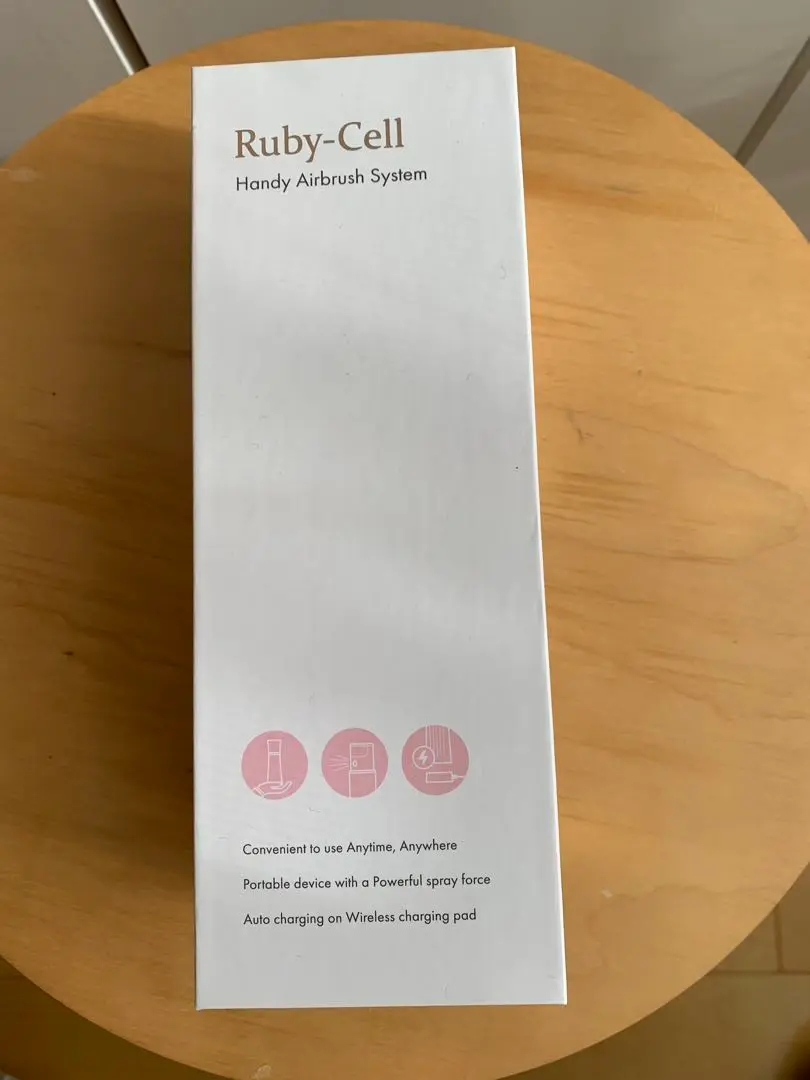 Ruby-Cell
Handy Airbrush System
Convenient to use Anytime, Anywhere
Portable device with a Powerful spray force
Auto charging on Wireless charging pad